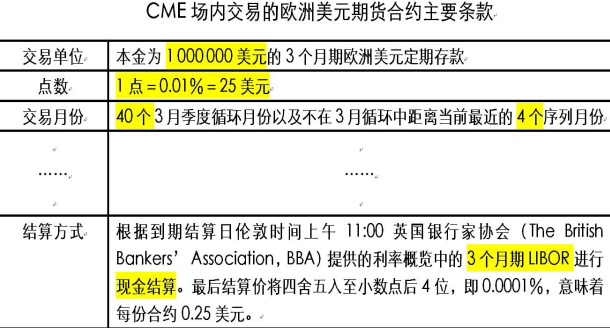 CME 场内交易的欧洲美元期货合约主要条款
交易单位 本金为 1 000 000 美元的 3 个月期欧洲美元定期存款
点数 1 点 = 0.01% = 25 美元
交易月份 40 个 3 月季度循环月份以及不在 3 月循环中距离当前最近的 4 个序列月份
…… ……
结算方式 根据到期结算日伦敦时间上午 11:00 英国银行家协会（The British
Bankers' Association, BBA) 提供的利率概览中的 3 个月期 LIBOR 进行
现金结算。最后结算价将四舍五入至小数点后 4 位，即 0.0001%，意味着
每份合约 0.25 美元。